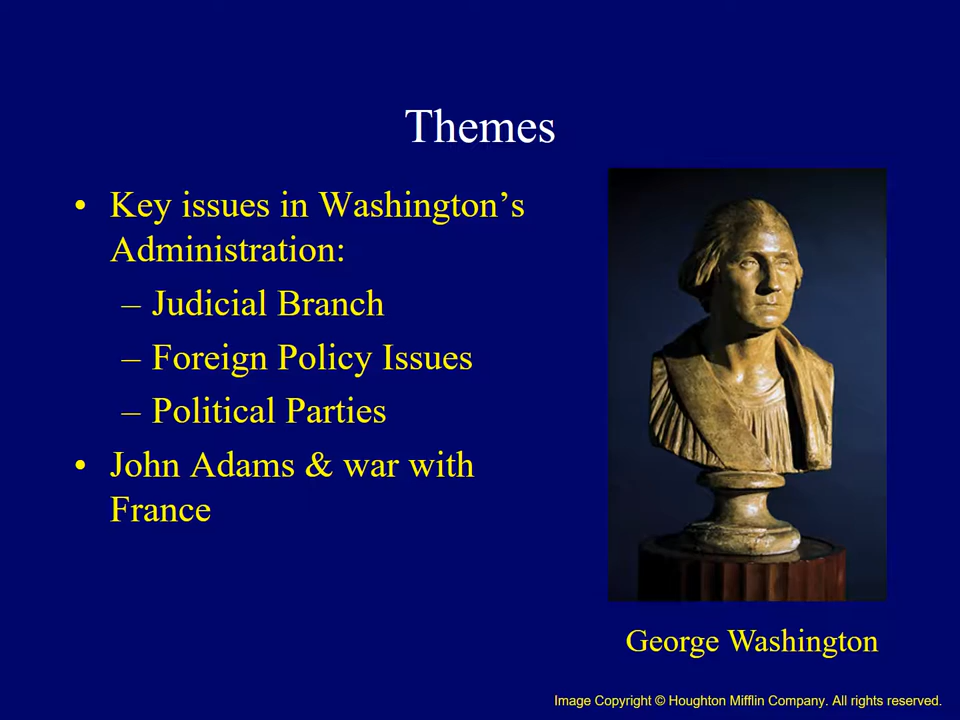 Themes
• Key issues in Washington’s
Administration:
– Judicial Branch
– Foreign Policy Issues
– Political Parties
• John Adams & war with
France
George Washington
Image Copyright © Houghton Mifflin Company. All rights reserved.